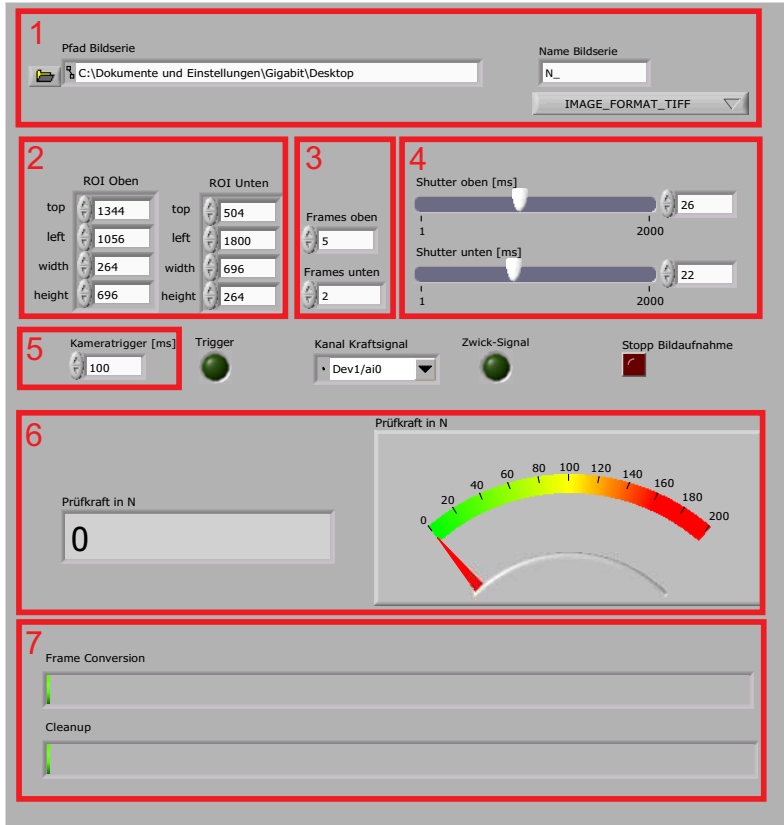 1
Pfad Bildserie
Name Bildserie
C:\Dokumente und Einstellungen\Gigabit\Desktop
N_
IMAGE_FORMAT_TIFF
2
ROI Oben
ROI Unten
top 1344 top 504
left 1056 left 1800
width 264 width 696
height 696 height 264
3
Frames oben
5
Frames unten
2
4
Shutter oben [ms]
26
1 2000
Shutter unten [ms]
22
1 2000
5
Kameratrigger [ms]
100
Trigger
Kanal Kraftsignal
Dev1/ai0
Zwick-Signal
Stopp Bildaufnahme
6
Prüfkraft in N
0
Prüfkraft in N
0 20 40 60 80 100 120 140 160 180 200
7
Frame Conversion
Cleanup